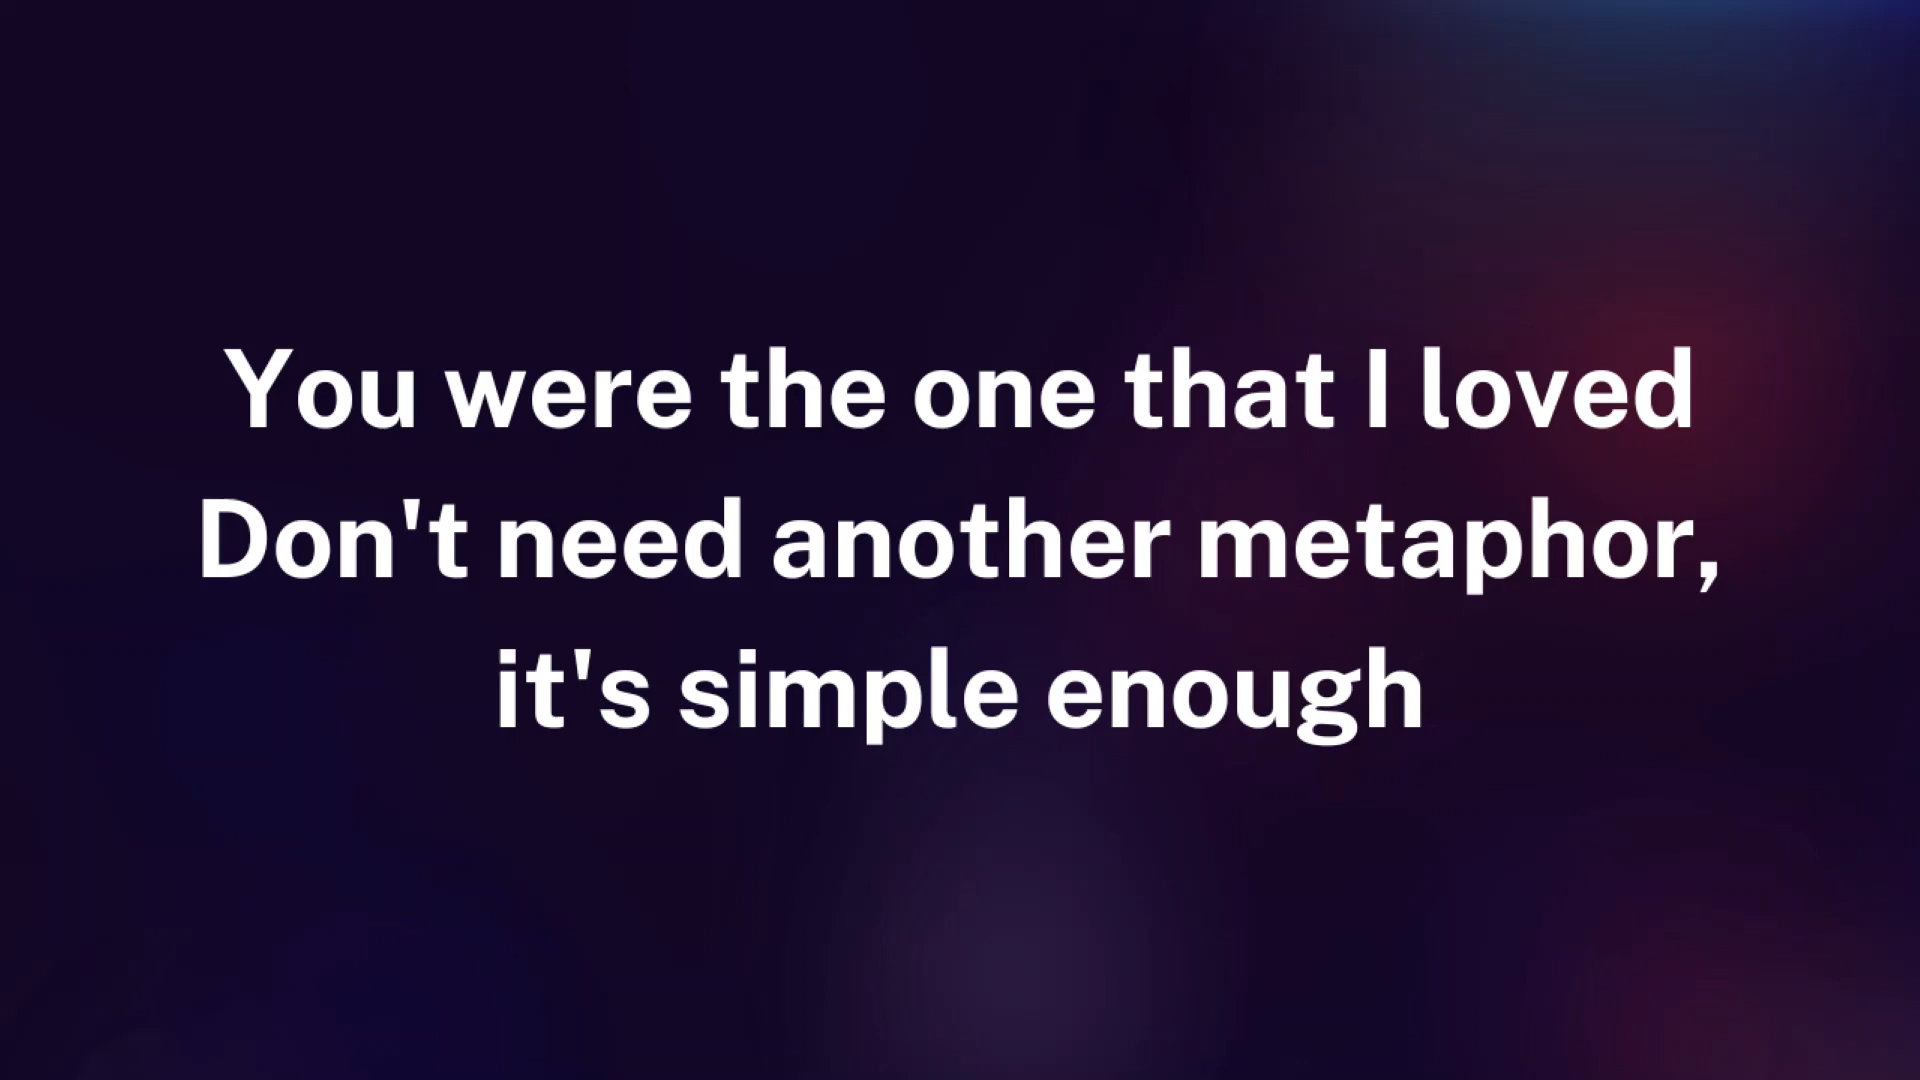 You were the one that I loved
Don't need another metaphor,
it's simple enough